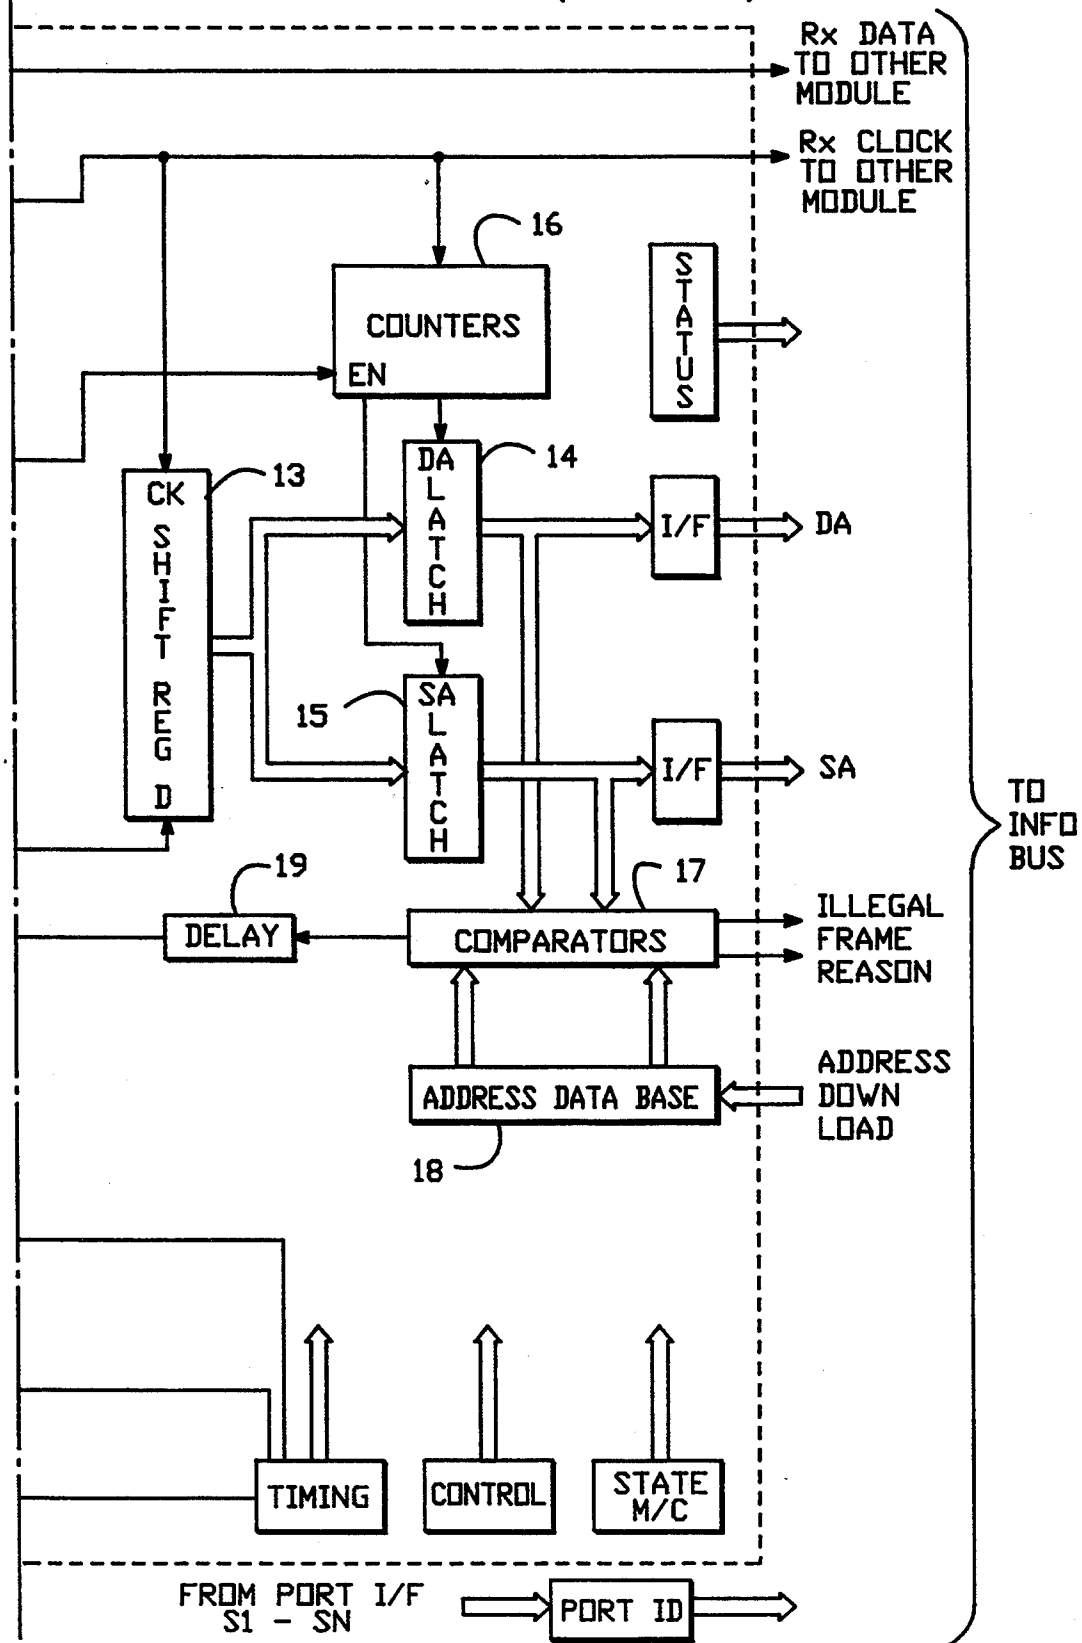 Rx DATA
TO OTHER
MODULE
Rx CLOCK
TO OTHER
MODULE
16
STATUS
COUNTERS
EN
DA LATCH
14
13
CK SHIFT REG D
I/F
DA
SA LATCH
15
I/F
SA
TO
INFO
BUS
19
17
DELAY
COMPARATORS
ILLEGAL
FRAME
REASON
ADDRESS DATA BASE
ADDRESS
DOWN
LOAD
18
TIMING
CONTROL
STATE
M/C
FROM PORT I/F
S1 - SN
PORT ID